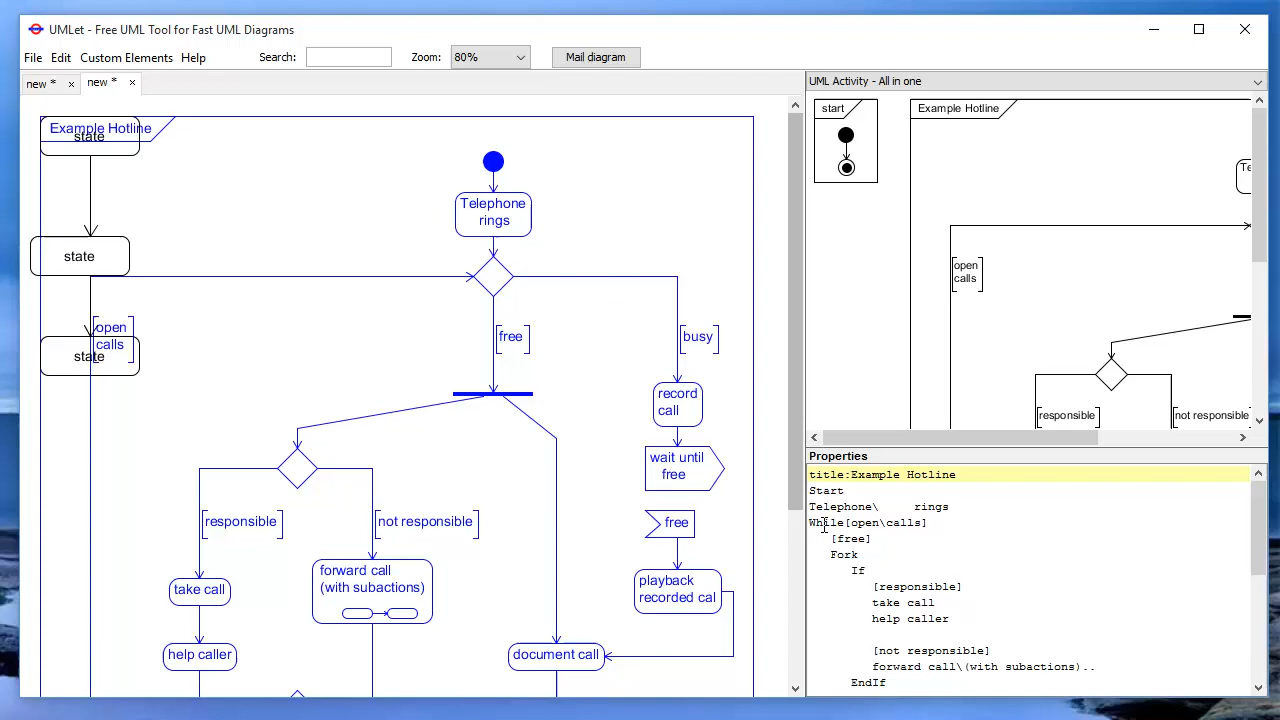 UMLet - Free UML Tool for Fast UML Diagrams
File Edit Custom Elements Help Search: Zoom: 80% Mail diagram
new * x new * x
Example Hotline
state
Telephone
rings
state
open
calls
free
busy
state
record
call
wait until
free
responsible
not responsible
free
forward call
(with subactions)
take call
playback
recorded cal
help caller
document call
UML Activity - All in one
start
Example Hotline
Te
open
calls
responsible
not responsible
Properties
title:Example Hotline
Start
Telephone\ rings
While[open\calls]
[free]
Fork
If
[responsible]
take call
help caller
[not responsible]
forward call\(with subactions)..
EndIf